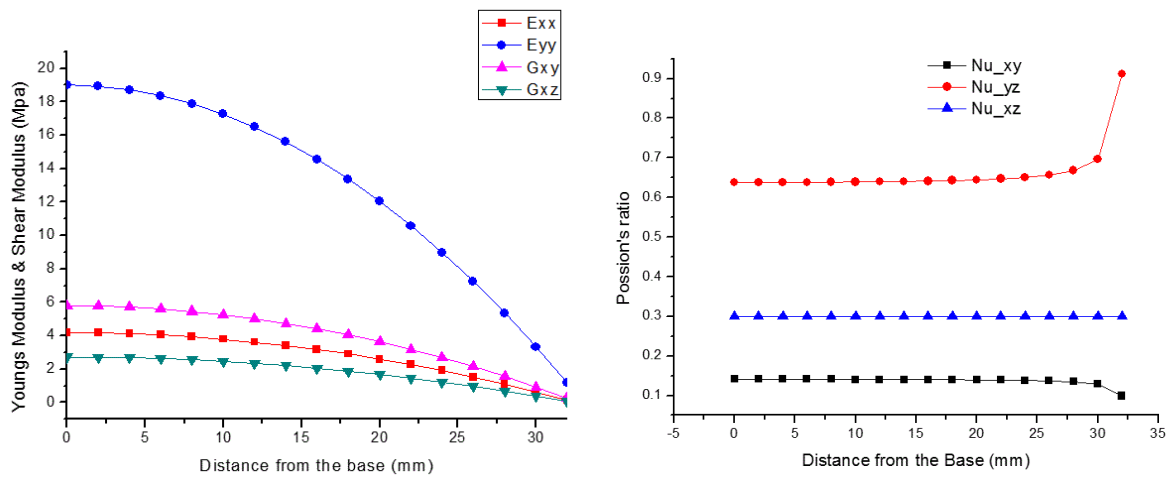 Exx
Eyy
Gxy
Gxz
Youngs Modulus & Shear Modulus (Mpa)
20
18
16
14
12
10
8
6
4
2
0
0 5 10 15 20 25 30
Distance from the base (mm)
Nu_xy
Nu_yz
Nu_xz
Possion's ratio
0.9
0.8
0.7
0.6
0.5
0.4
0.3
0.2
0.1
-5 0 5 10 15 20 25 30 35
Distance from the Base (mm)